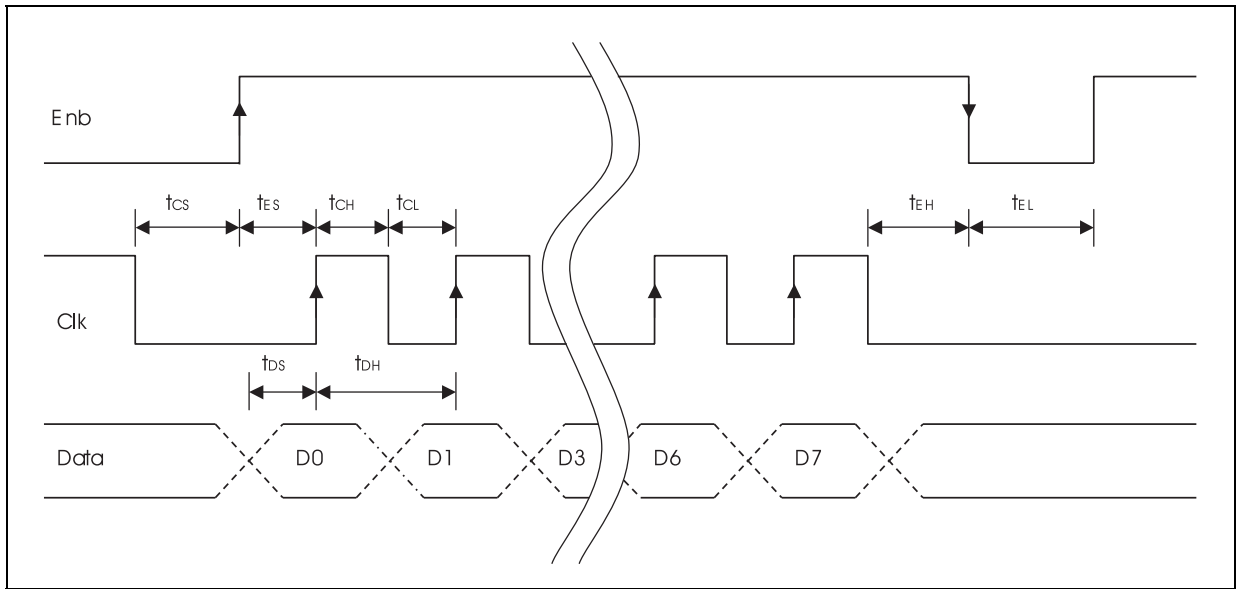 Enb
tCS tES tCH tCL tEH tEL
Clk
tDS tDH
Data D0 D1 D3 D6 D7